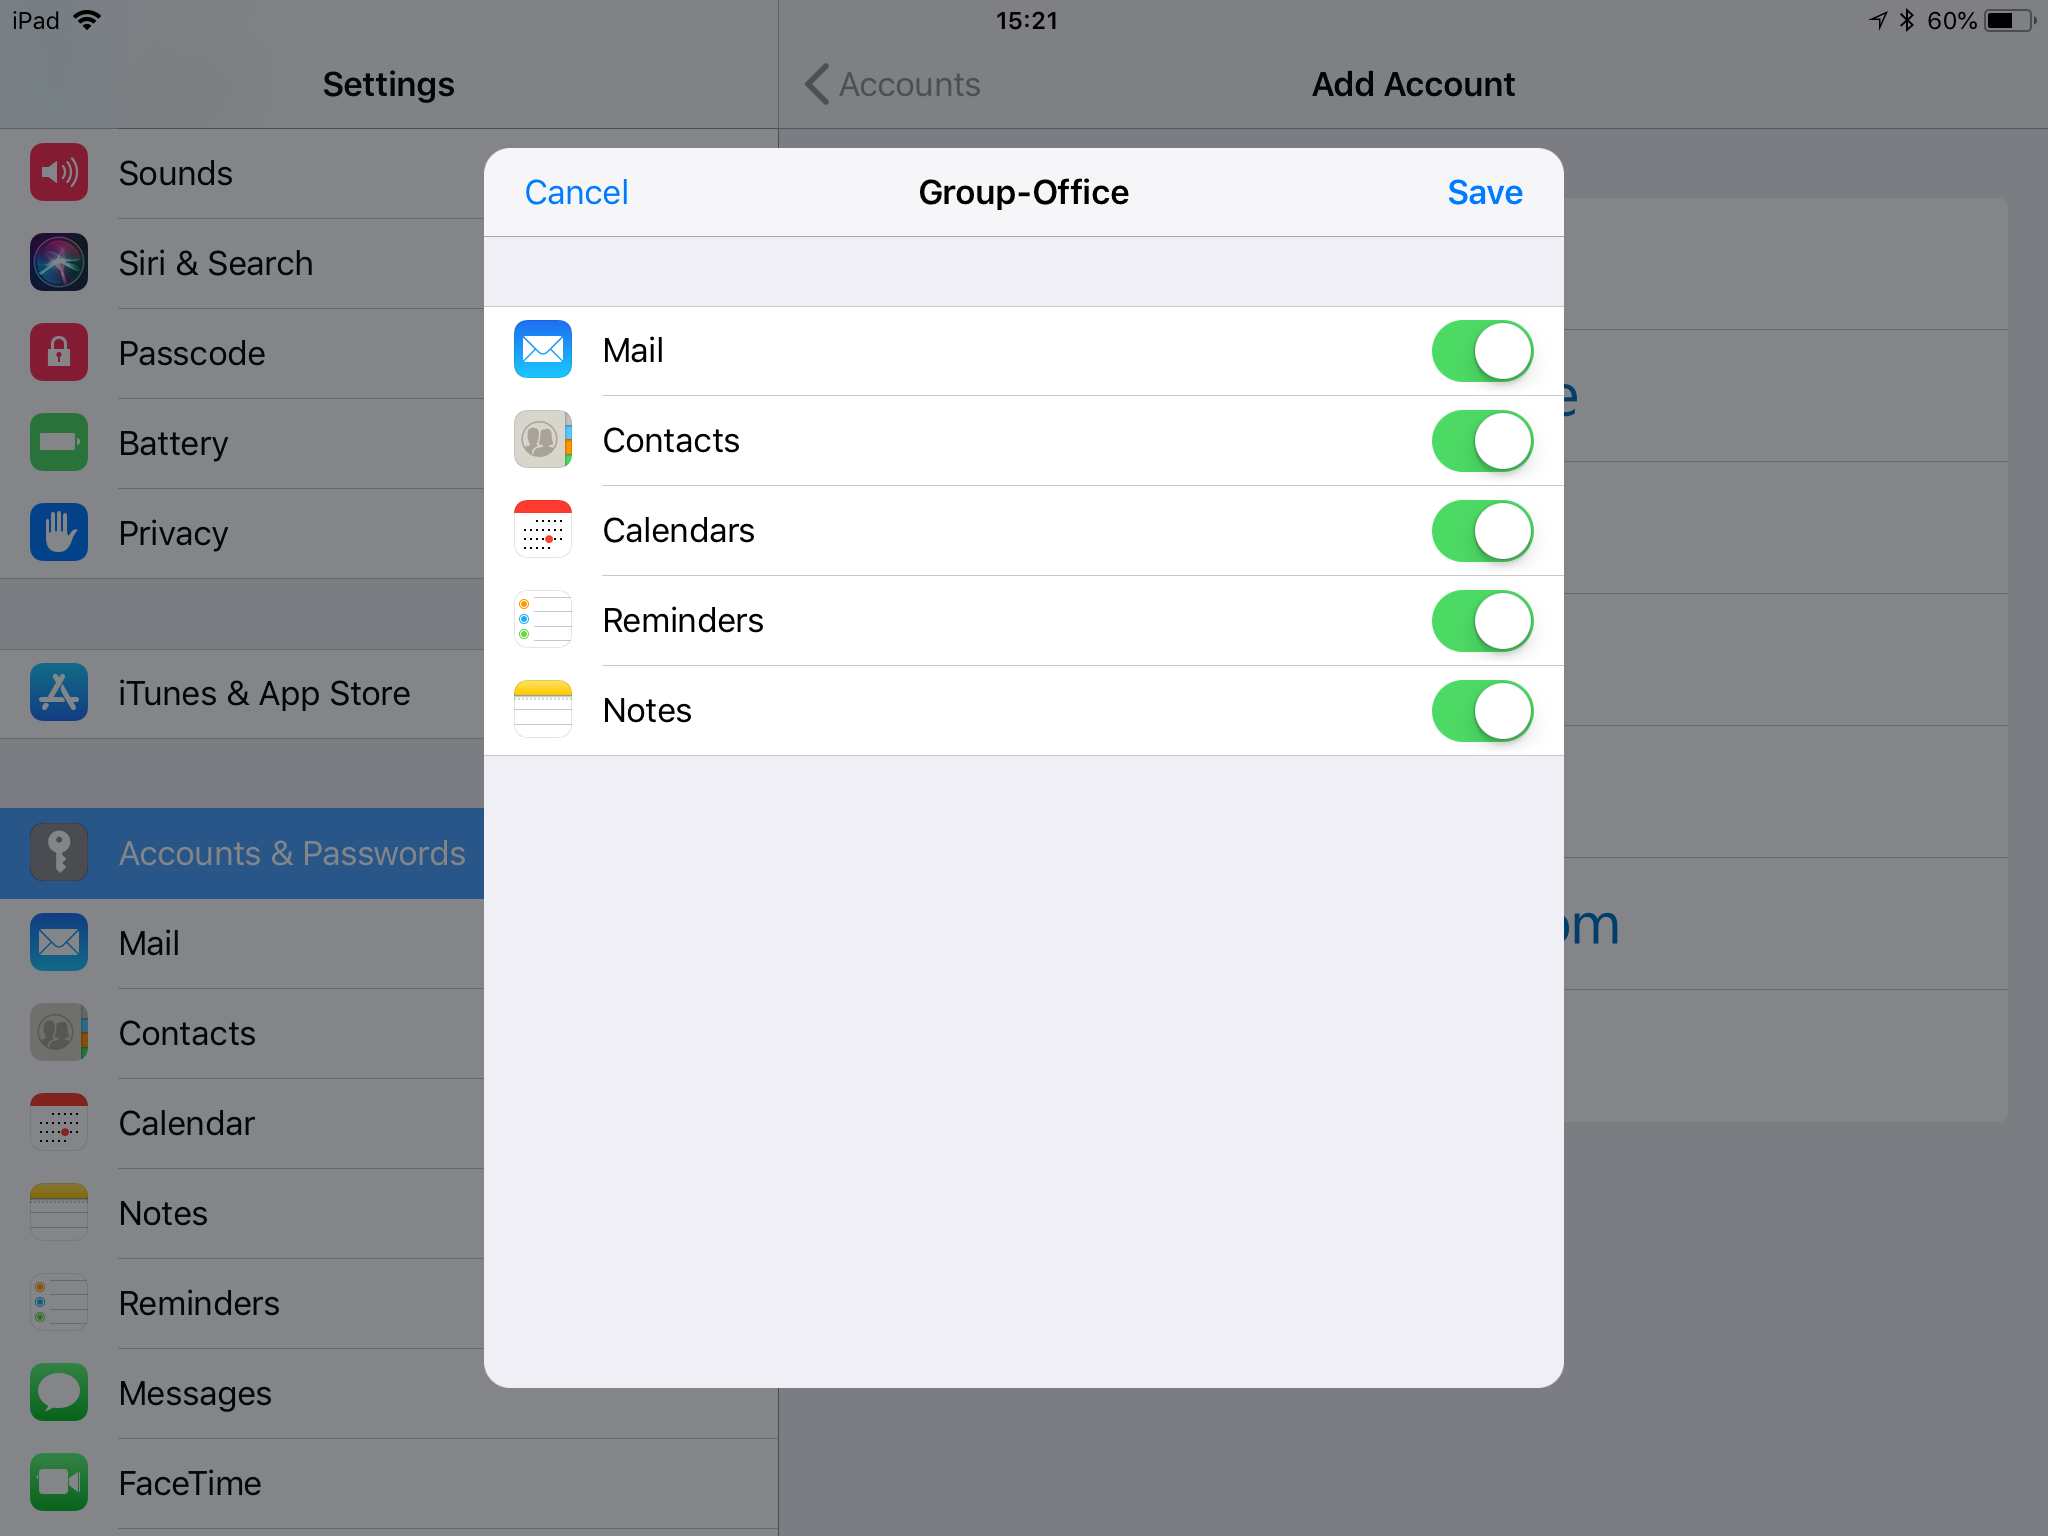 iPad 15:21 60%
Settings
Accounts
Add Account
Sounds
Siri & Search
Passcode
Battery
Privacy
iTunes & App Store
Accounts & Passwords
Mail
Contacts
Calendar
Notes
Reminders
Messages
FaceTime
Cancel Group-Office Save
Mail
Contacts
Calendars
Reminders
Notes